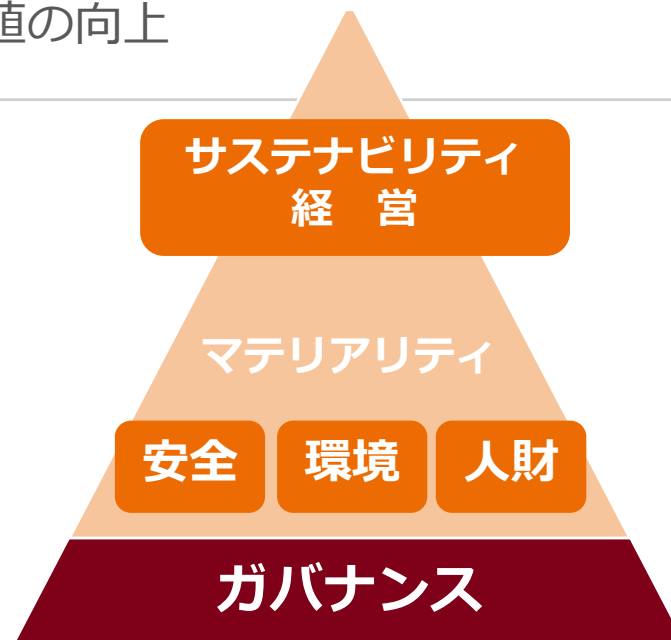 値の向上
サステナビリティ
経　営
マテリアリティ
安全 環境 人財
ガバナンス